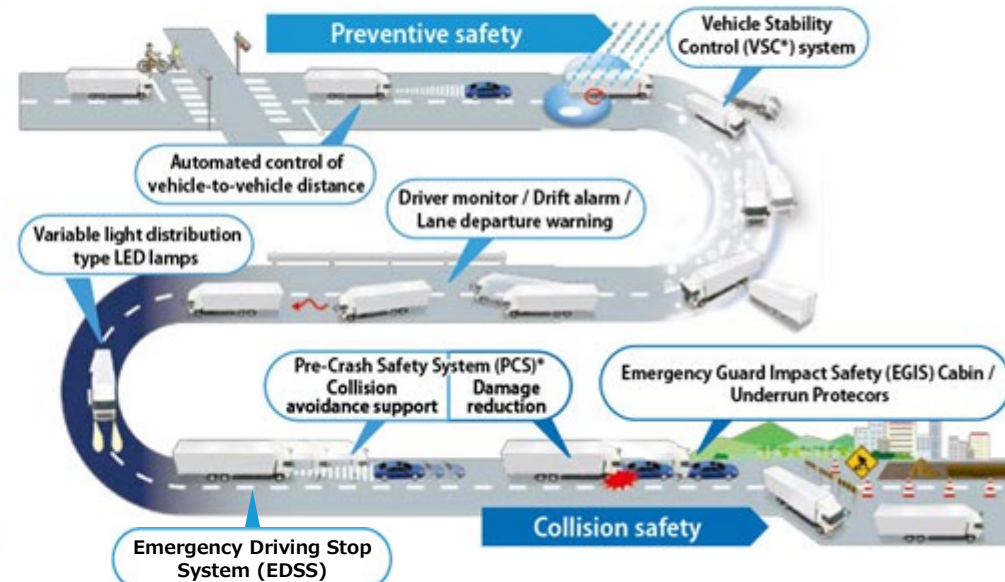 Preventive safety
Vehicle Stability
Control (VSC*) system
Automated control of
vehicle-to-vehicle distance
Driver monitor / Drift alarm /
Lane departure warning
Variable light distribution
type LED lamps
Pre-Crash Safety System (PCS)*
Collision
avoidance support
Damage
reduction
Emergency Guard Impact Safety (EGIS) Cabin /
Underrun Protecors
Collision safety
Emergency Driving Stop
System (EDSS)